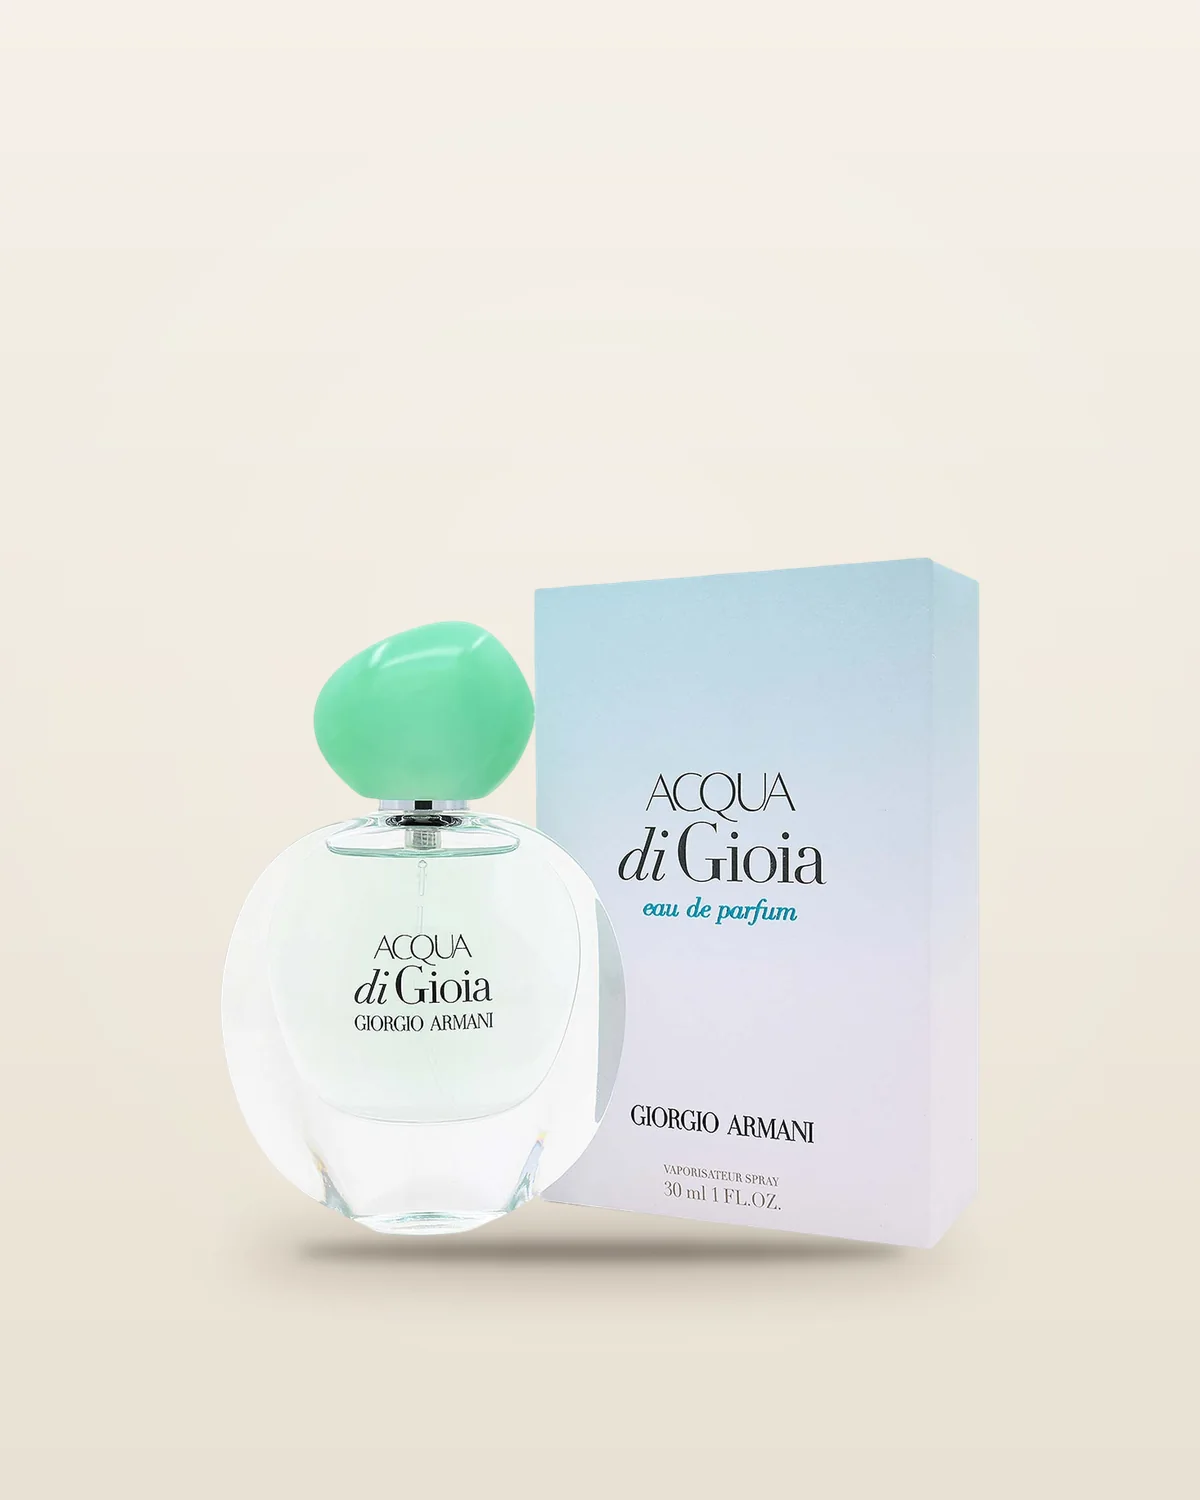 ACQUA
di Gioia
GIORGIO ARMANI
ACQUA
di Gioia
eau de parfum
GIORGIO ARMANI
VAPORISATEUR SPRAY
30 ml 1 FL.OZ.